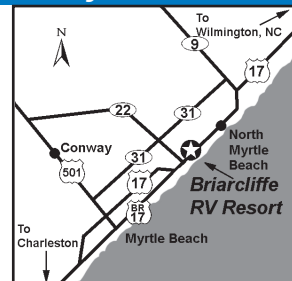 To
Wilmington, NC
N
9
17
22
31
North
Myrtle
Beach
Conway
31
501
17
Briarcliffe
RV Resort
BR
17
To
Charleston
Myrtle Beach